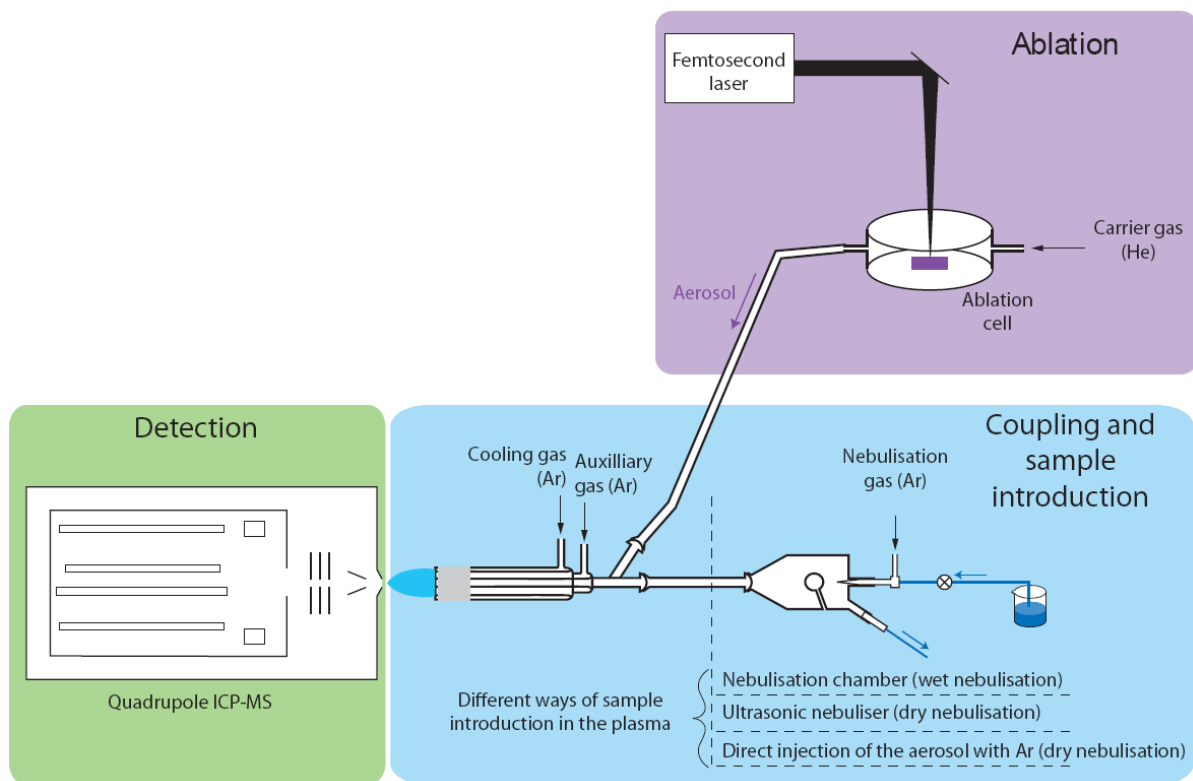 Ablation
Femtosecond
laser
Carrier gas
(He)
Aerosol
Ablation
cell
Detection
Coupling and
sample
introduction
Cooling gas
(Ar)
Auxilliary
gas (Ar)
Nebulisation
gas (Ar)
Quadrupole ICP-MS
Different ways of sample
introduction in the plasma
Nebulisation chamber (wet nebulisation)
Ultrasonic nebuliser (dry nebulisation)
Direct injection of the aerosol with Ar (dry nebulisation)